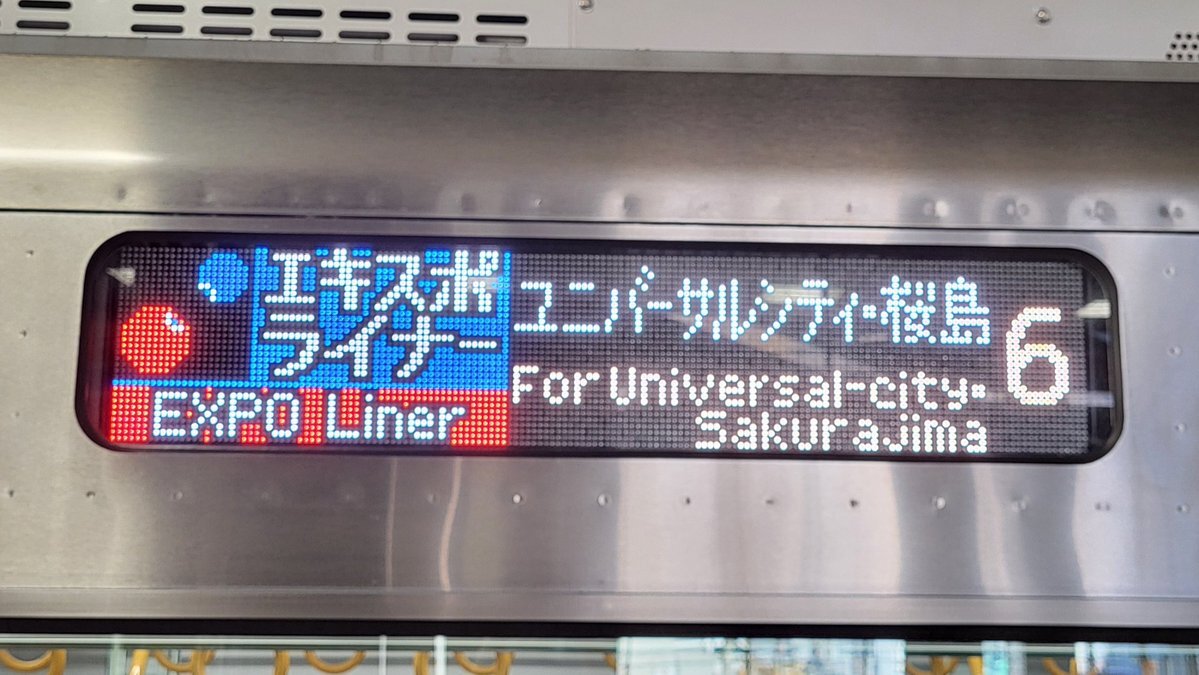 エキスポ
ライナー
EXPO Liner
ユニバーサルシティ・桜島
For Universal-city・
Sakurajima
6